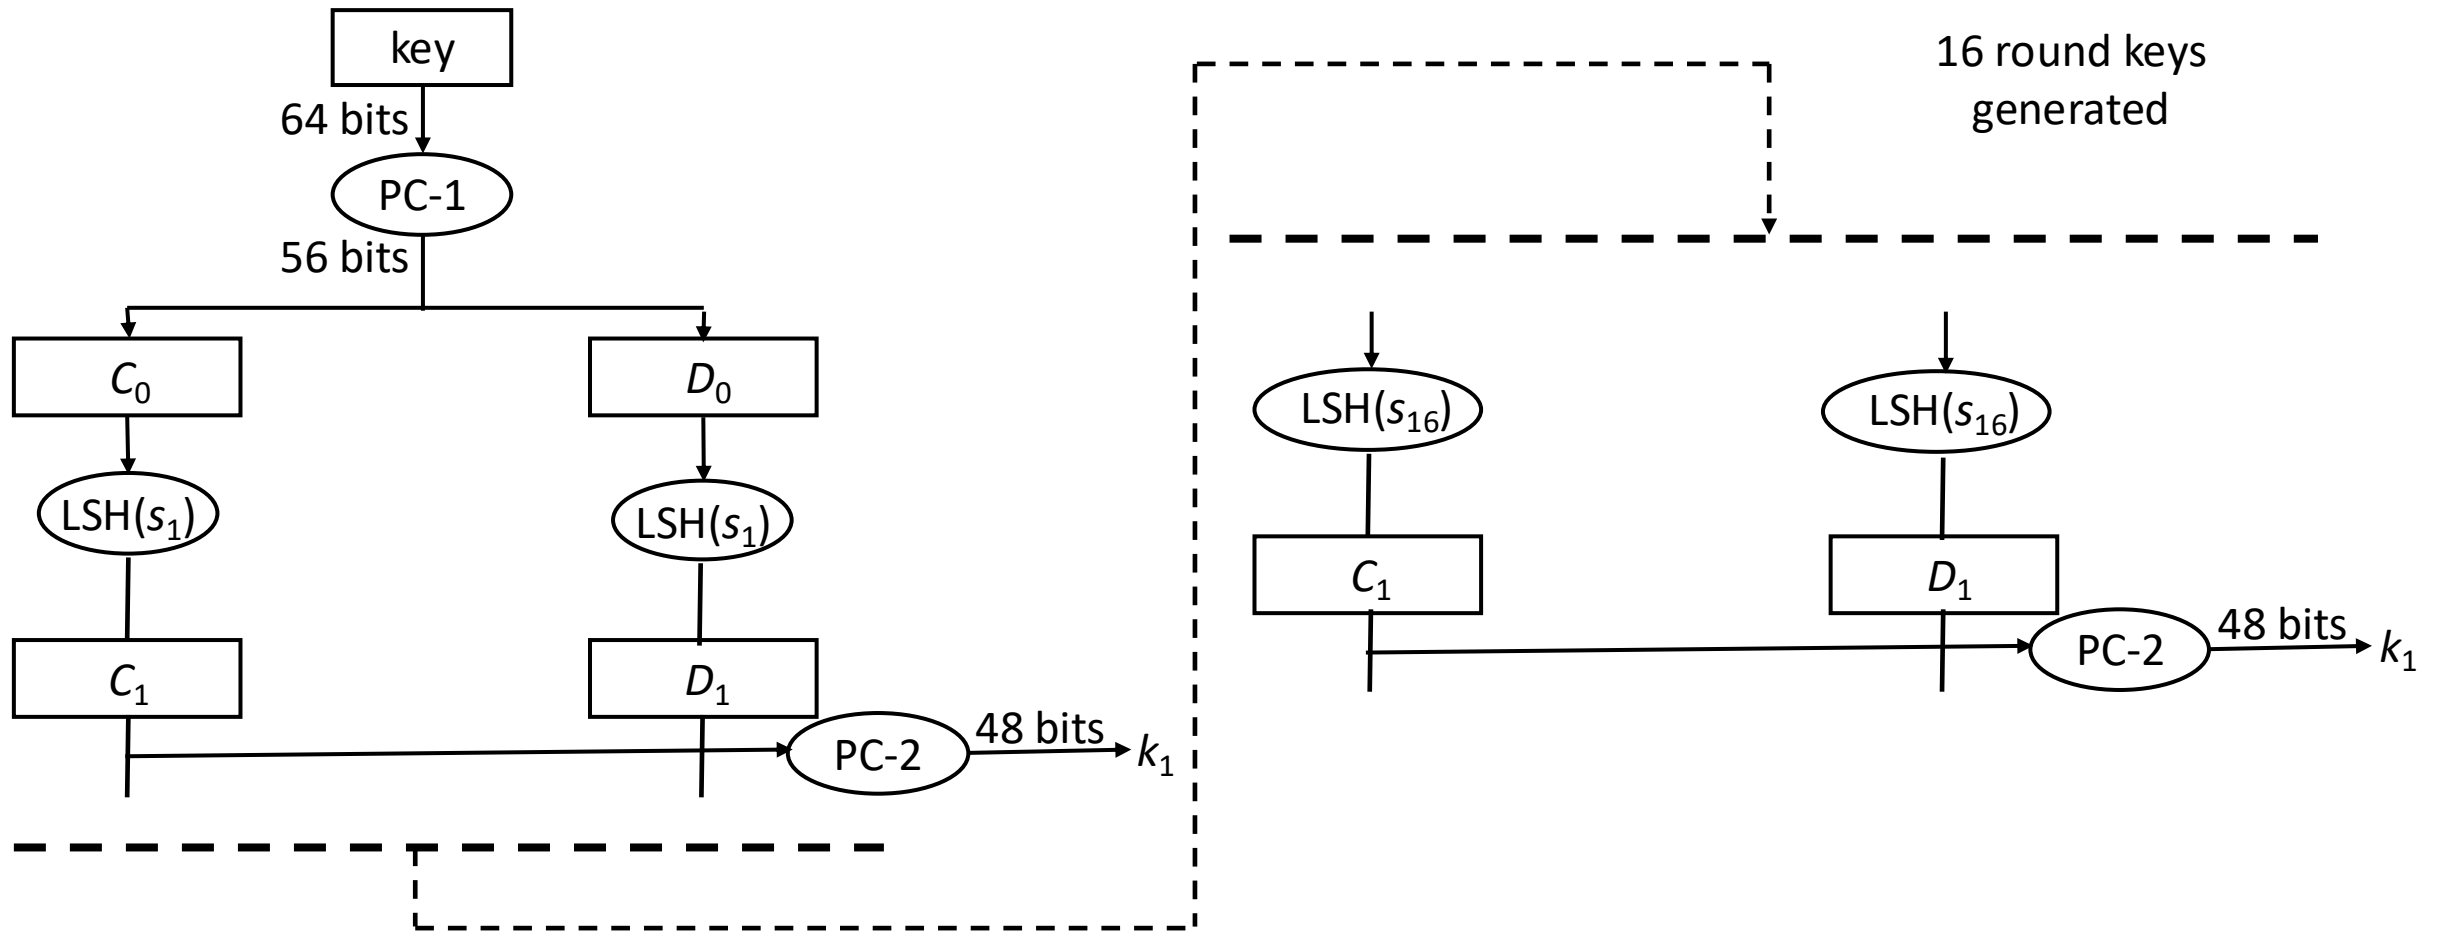 key
64 bits
PC-1
56 bits
C₀
D₀
LSH(s₁)
LSH(s₁)
C₁
D₁
PC-2
48 bits
k₁
16 round keys
generated
LSH(s₁₆)
LSH(s₁₆)
C₁
D₁
PC-2
48 bits
k₁